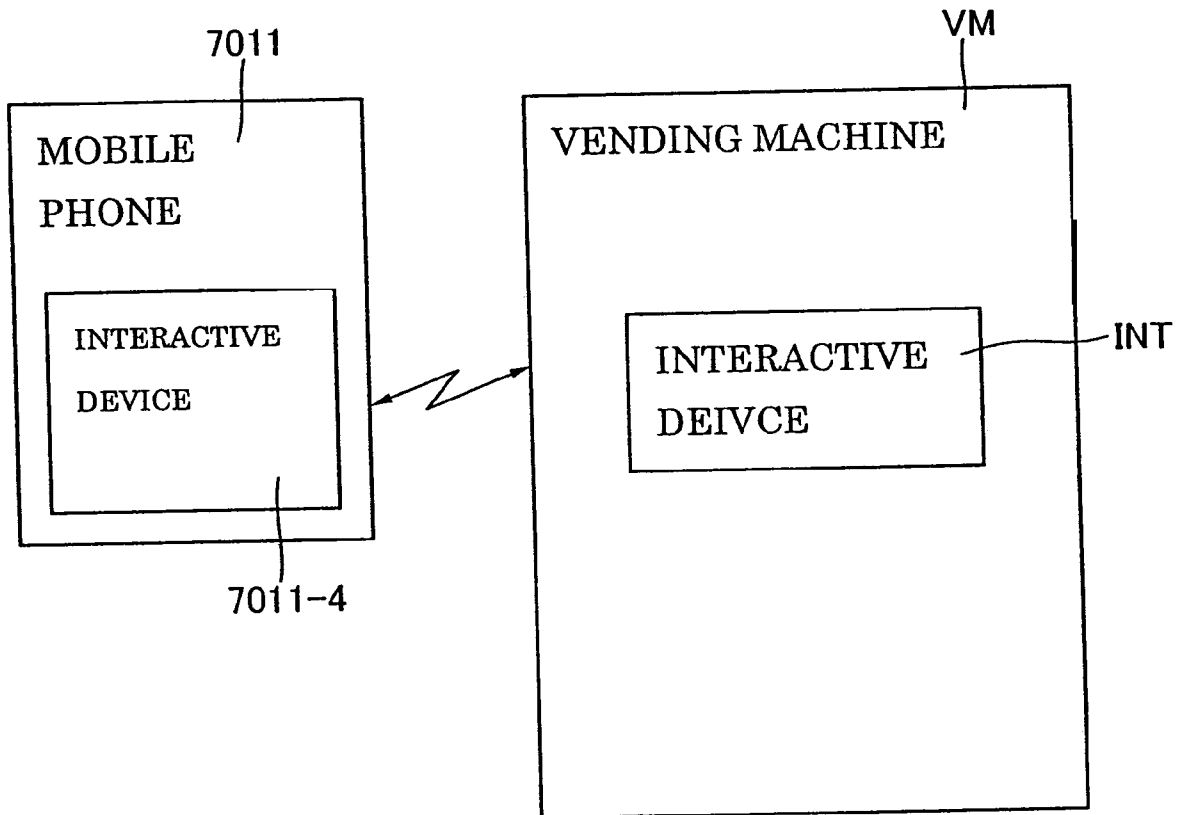 7011
MOBILE
PHONE
INTERACTIVE
DEVICE
7011-4
VM
VENDING MACHINE
INTERACTIVE
DEIVCE
INT